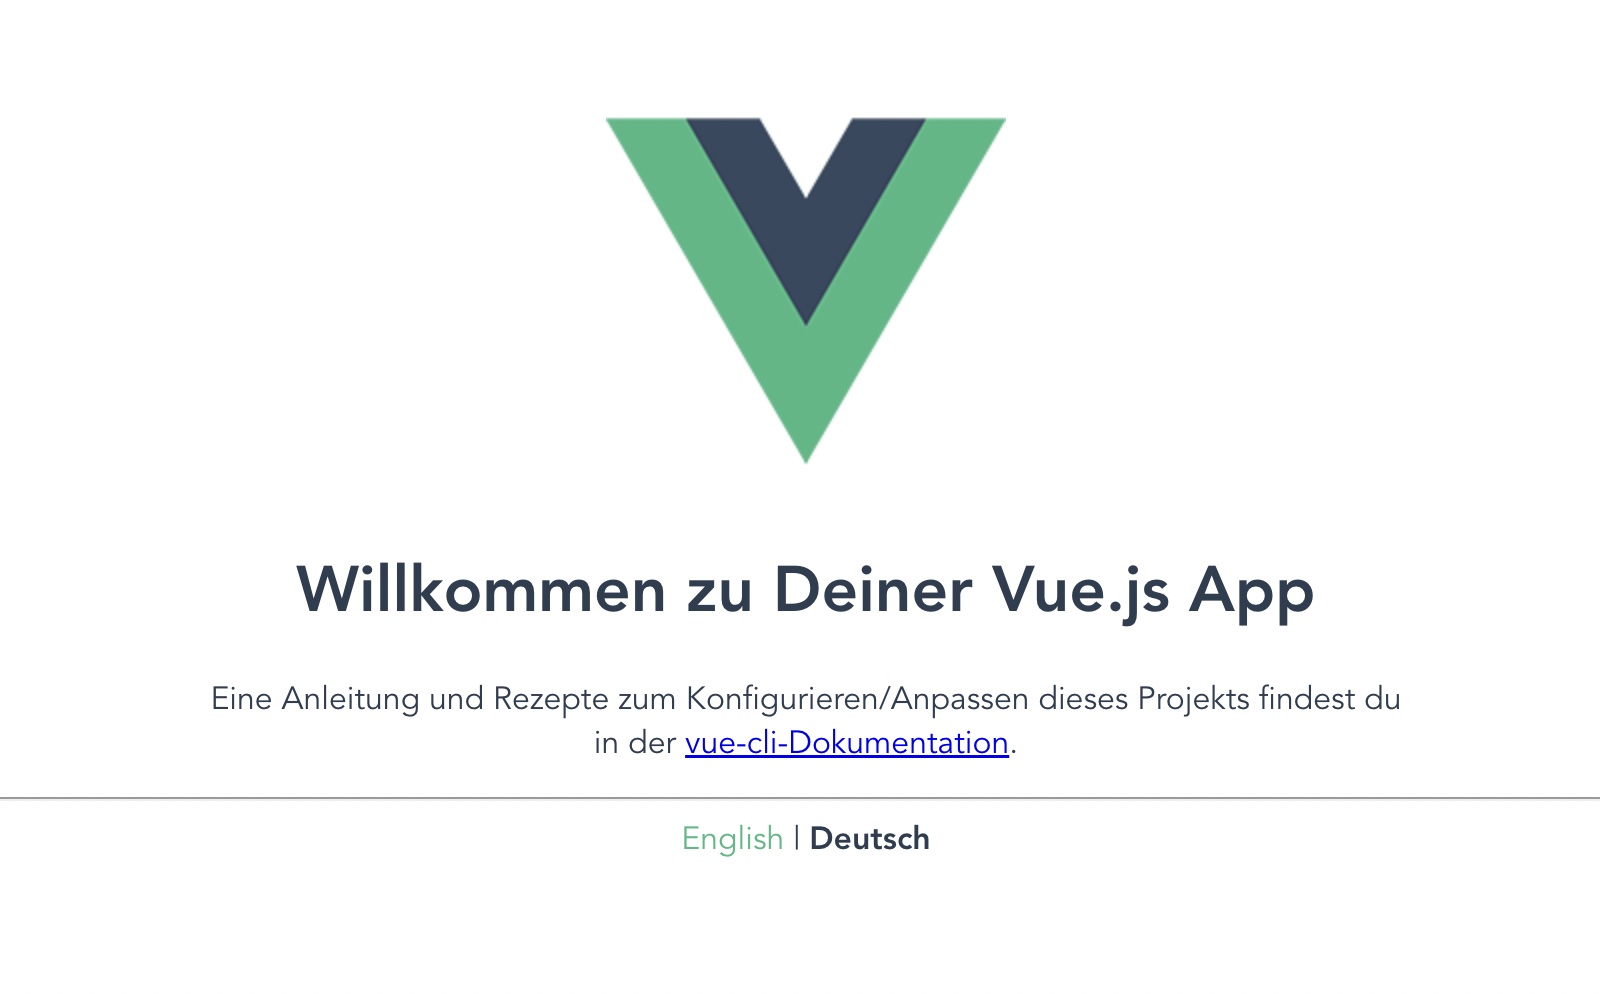 Willkommen zu Deiner Vue.js App
Eine Anleitung und Rezepte zum Konfigurieren/Anpassen dieses Projekts findest du
in der vue-cli-Dokumentation.
English | Deutsch